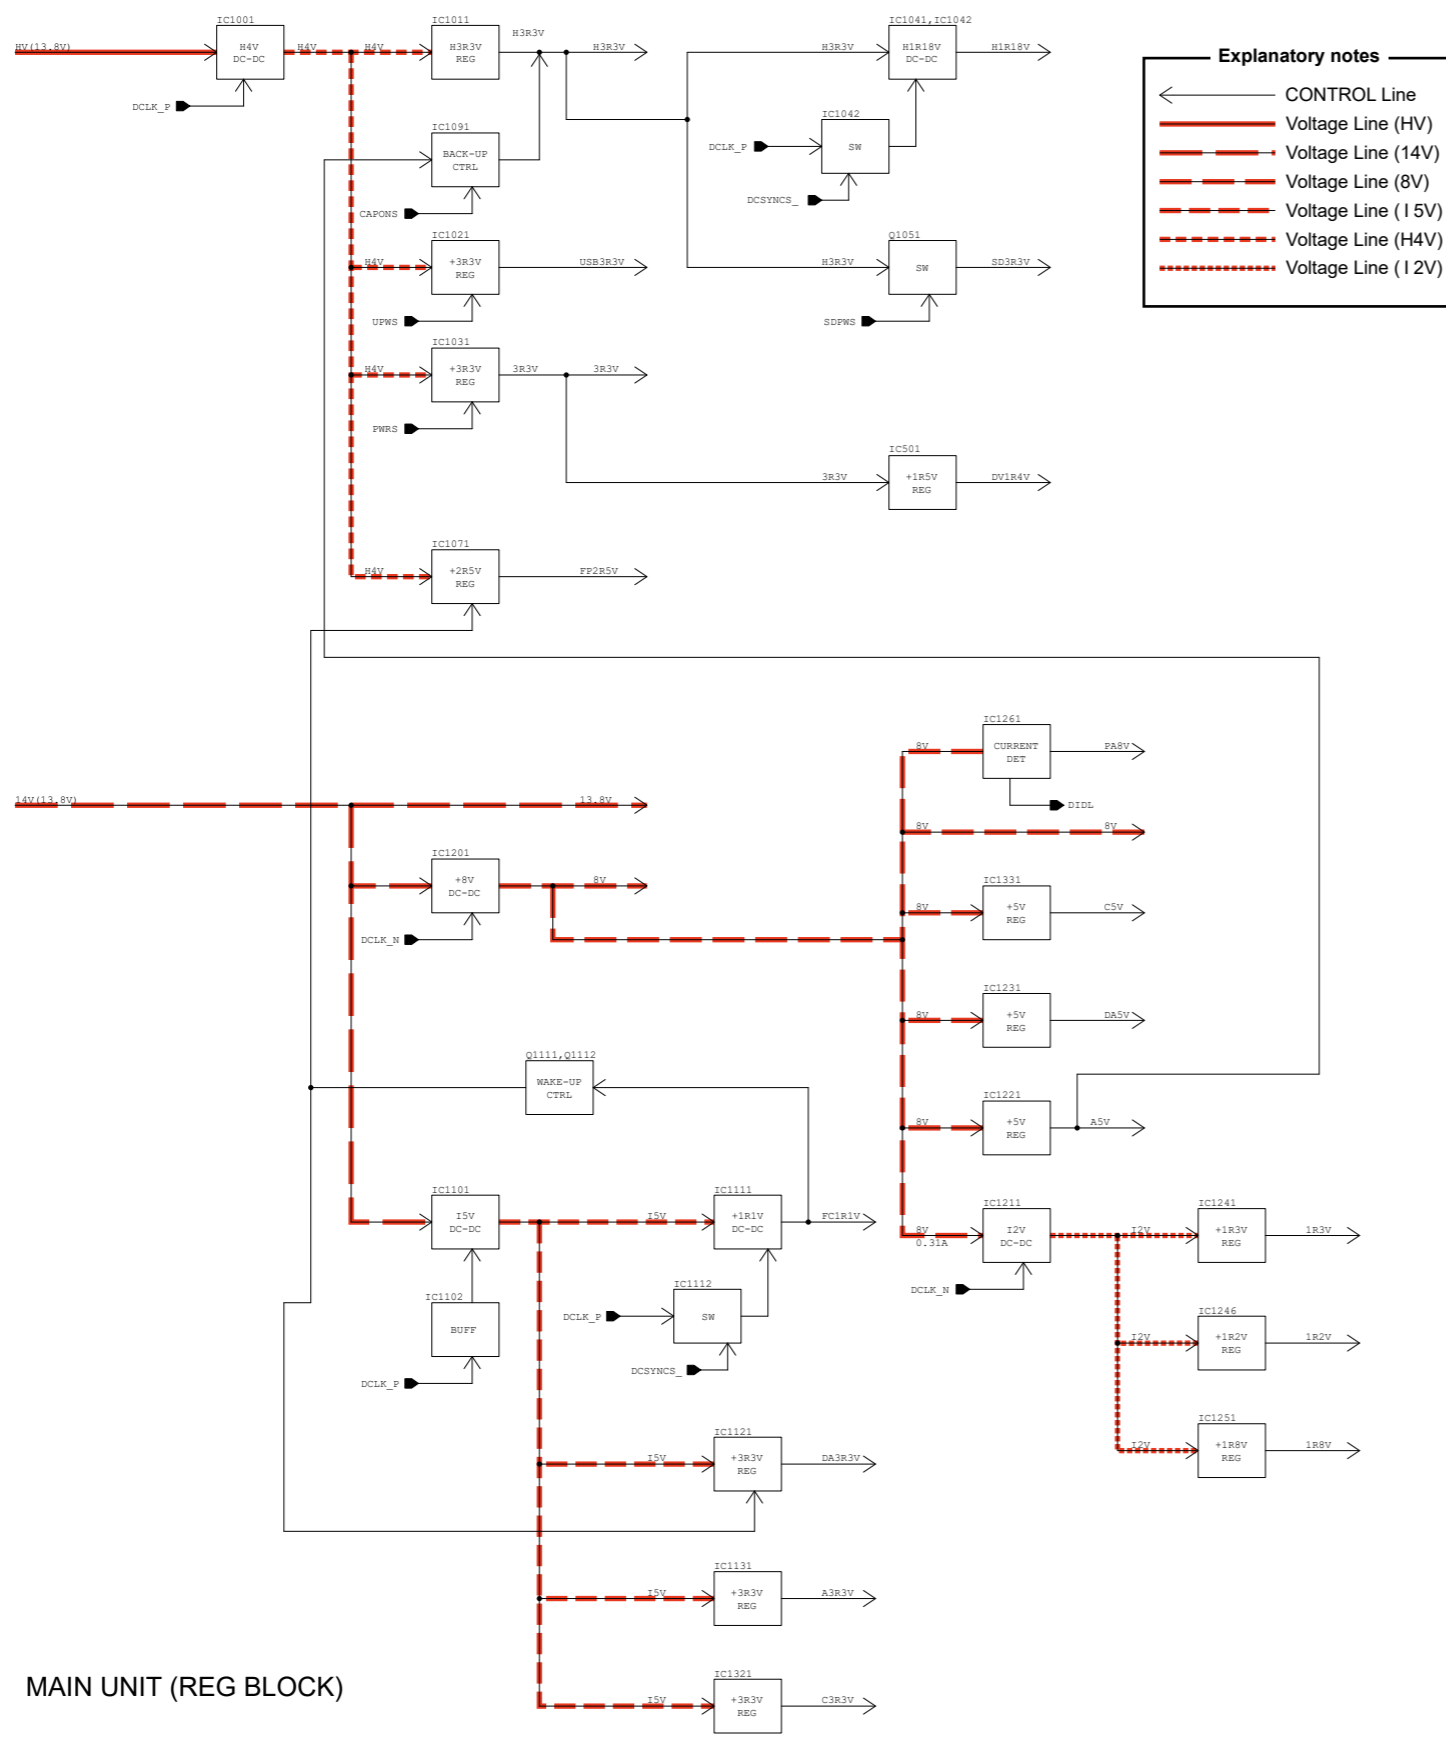 IC1001
IC1011
IC1041,IC1042
HV(13.8V)
H4V
DC-DC
H4V
H4V
H3R3V
REG
H3R3V
H3R3V
H3R3V
H1R18V
DC-DC
H1R18V
DCLK_P
Explanatory notes
CONTROL Line
Voltage Line (HV)
Voltage Line (14V)
Voltage Line (8V)
Voltage Line ( I 5V)
Voltage Line (H4V)
Voltage Line ( I 2V)
IC1091
BACK-UP
CTRL
CAPONS
IC1042
DCLK_P
SW
DCSYNCS_
IC1021
H4V
+3R3V
REG
USB3R3V
UPWS
Q1051
H3R3V
SW
SD3R3V
SDPWS
IC1031
H4V
+3R3V
REG
3R3V
3R3V
PWRS
IC501
3R3V
+1R5V
REG
DV1R4V
IC1071
H4V
+2R5V
REG
FP2R5V
IC1261
8V
CURRENT
DET
PA8V
DIDL
14V(13.8V)
13.8V
8V
8V
IC1201
+8V
DC-DC
8V
DCLK_N
IC1331
8V
+5V
REG
C5V
IC1231
8V
+5V
REG
DA5V
Q1111,Q1112
WAKE-UP
CTRL
IC1221
8V
+5V
REG
A5V
IC1101
I5V
DC-DC
IC1111
I5V
+1R1V
DC-DC
FC1R1V
IC1211
8V
0.31A
I2V
DC-DC
DCLK_N
IC1241
I2V
+1R3V
REG
1R3V
IC1102
BUFF
DCLK_P
IC1112
DCLK_P
SW
DCSYNCS_
IC1246
I2V
+1R2V
REG
1R2V
IC1251
I2V
+1R8V
REG
1R8V
IC1121
I5V
+3R3V
REG
DA3R3V
IC1131
I5V
+3R3V
REG
A3R3V
IC1321
I5V
+3R3V
REG
C3R3V
MAIN UNIT (REG BLOCK)